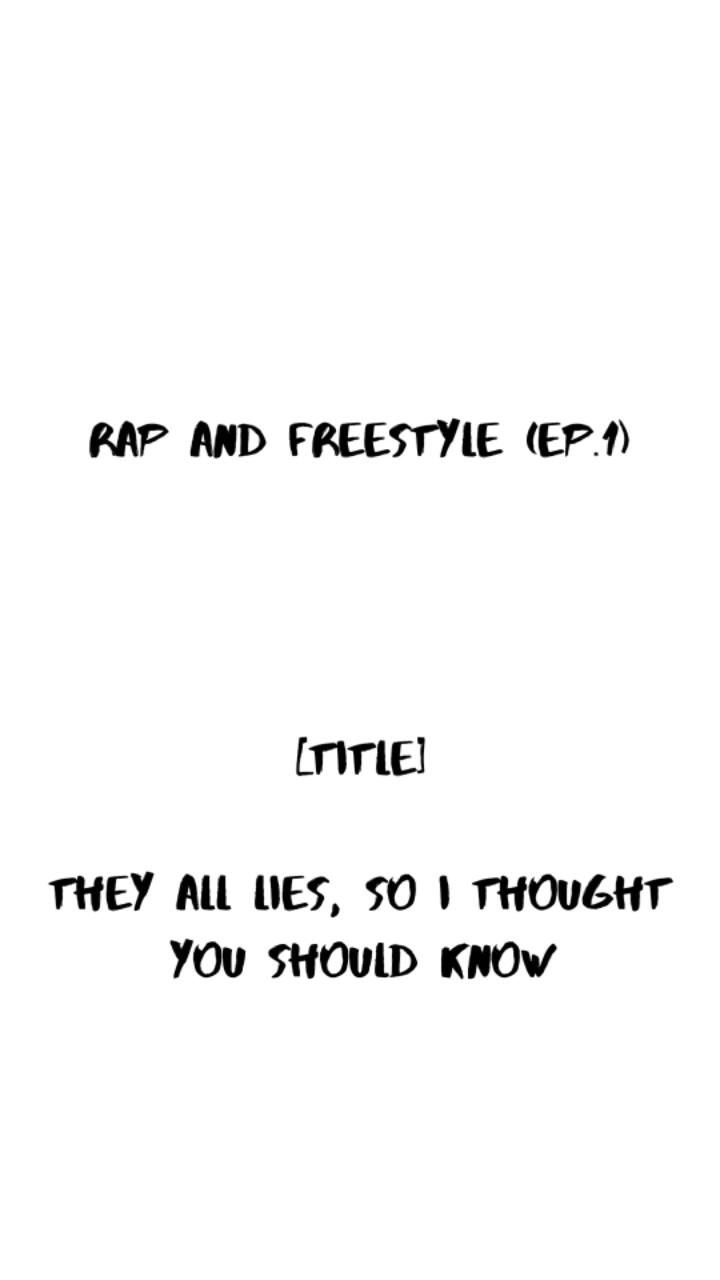 RAP AND FREESTYLE (EP.1)
[TITLE]
THEY ALL LIES, SO I THOUGHT
YOU SHOULD KNOW